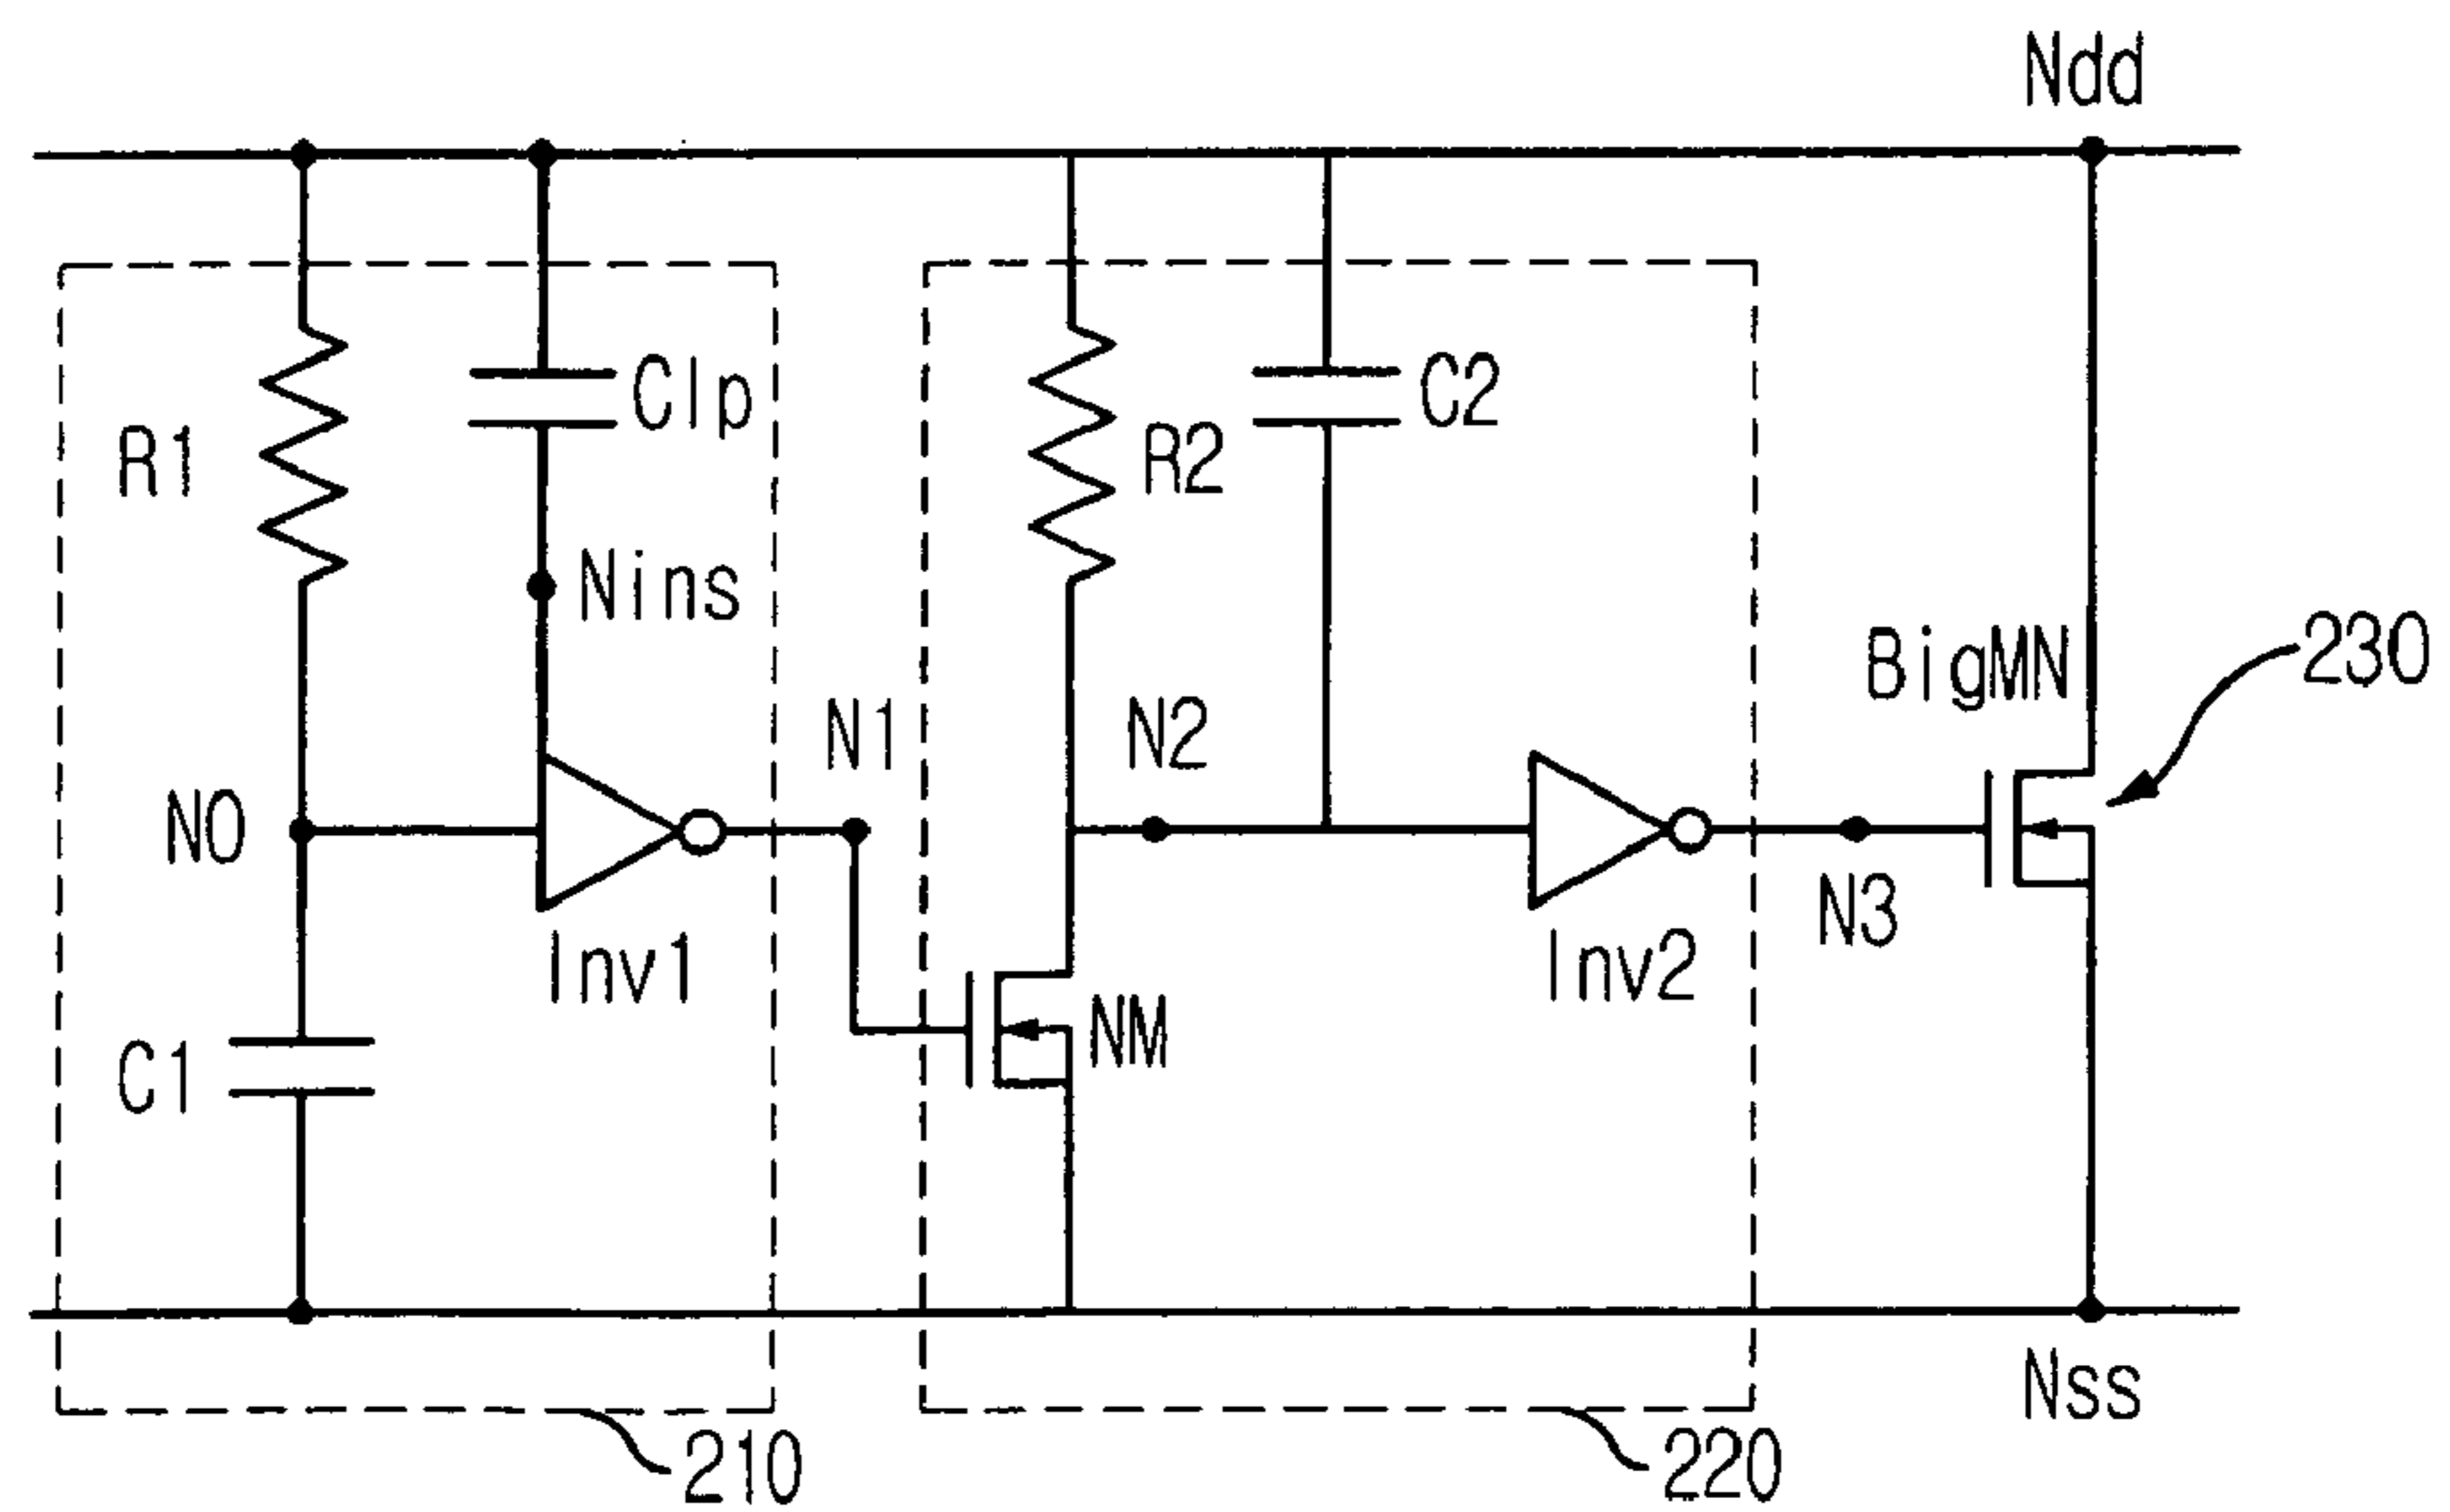 Ndd
Clp
C2
R1
R2
Nins
BigMN
230
N1
N2
N0
N3
Inv1
Inv2
NM
C1
Nss
210
220